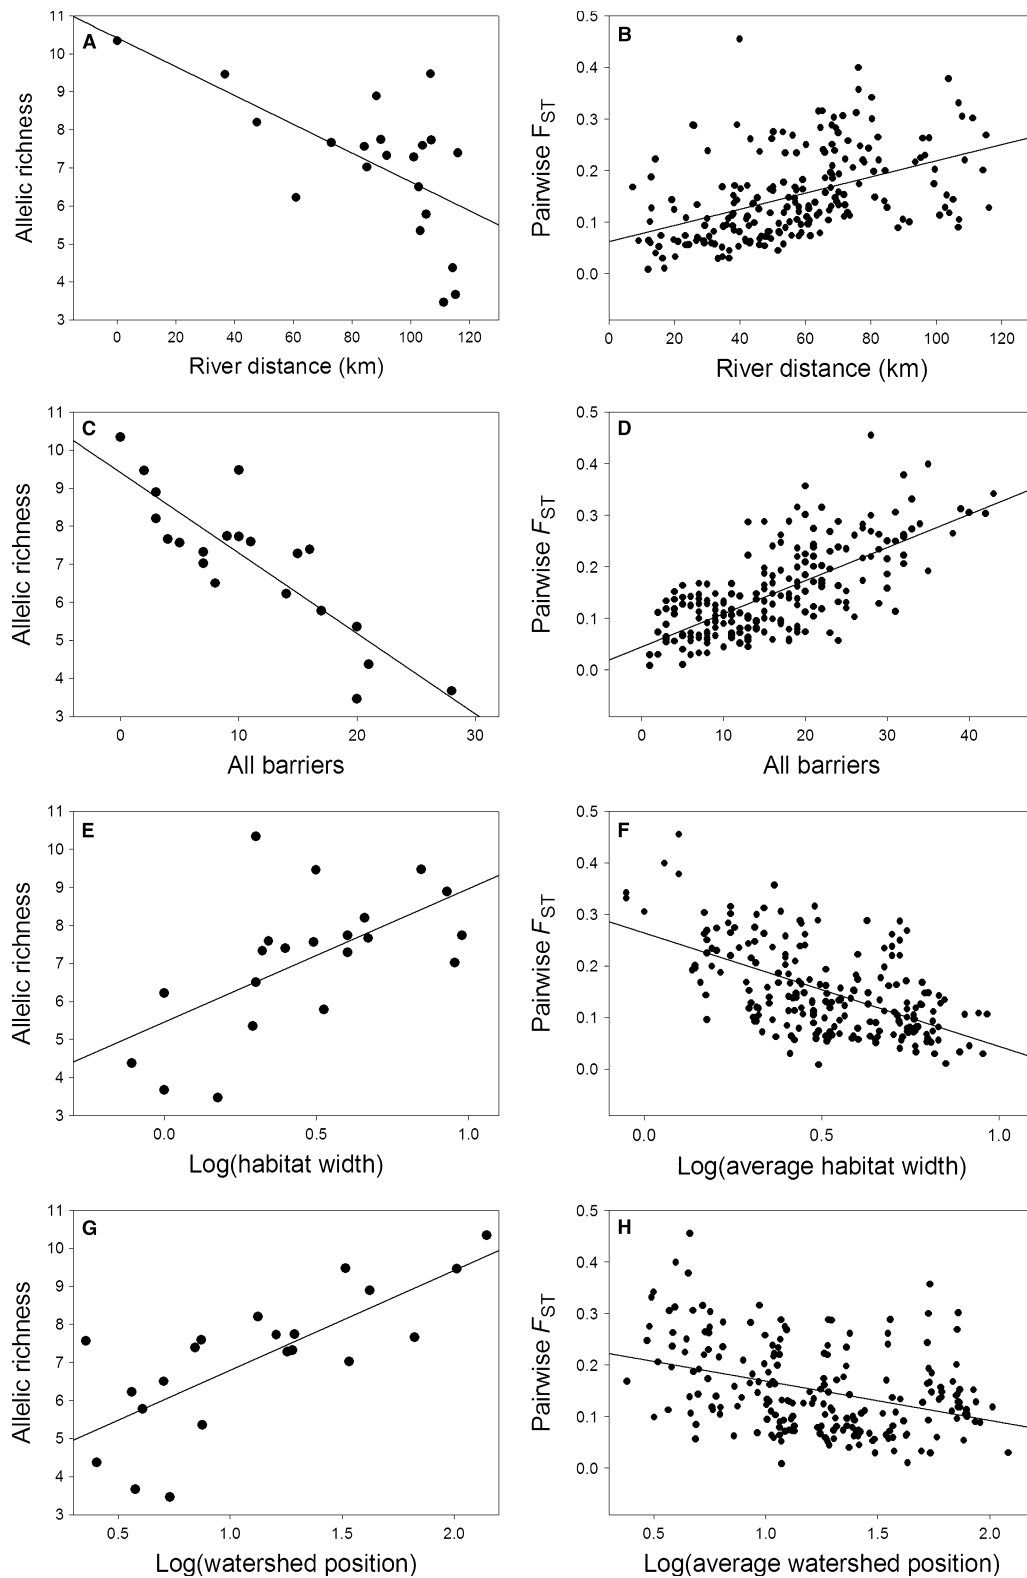 A
Allelic richness
11
10
9
8
7
6
5
4
3
0 20 40 60 80 100 120
River distance (km)
B
Pairwise FST
0.5
0.4
0.3
0.2
0.1
0.0
0 20 40 60 80 100 120
River distance (km)
C
Allelic richness
11
10
9
8
7
6
5
4
3
0 10 20 30
All barriers
D
Pairwise FST
0.5
0.4
0.3
0.2
0.1
0.0
0 10 20 30 40
All barriers
E
Allelic richness
11
10
9
8
7
6
5
4
3
0.0 0.5 1.0
Log(habitat width)
F
Pairwise FST
0.5
0.4
0.3
0.2
0.1
0.0
0.0 0.5 1.0
Log(average habitat width)
G
Allelic richness
11
10
9
8
7
6
5
4
3
0.5 1.0 1.5 2.0
Log(watershed position)
H
Pairwise FST
0.5
0.4
0.3
0.2
0.1
0.0
0.5 1.0 1.5 2.0
Log(average watershed position)